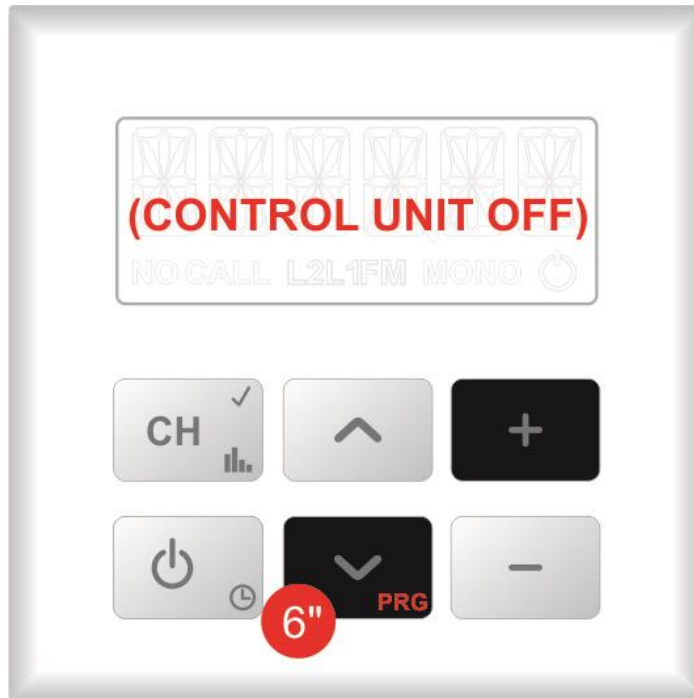 (CONTROL UNIT OFF)
NO CALL L2L1FM MONO
CH
+
PRG
−
6"